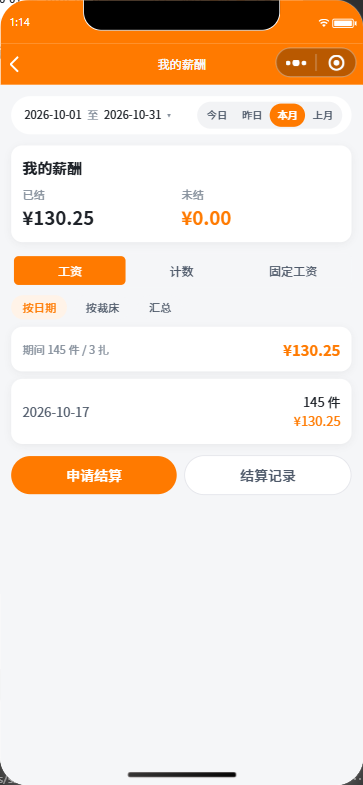 1:14
我的薪酬
2026-10-01 至 2026-10-31
今日 昨日 本月 上月
我的薪酬
已结 未结
¥130.25 ¥0.00
工资 计数 固定工资
按日期 按裁床 汇总
期间 145 件 / 3 扎 ¥130.25
145 件
2026-10-17
¥130.25
申请结算 结算记录